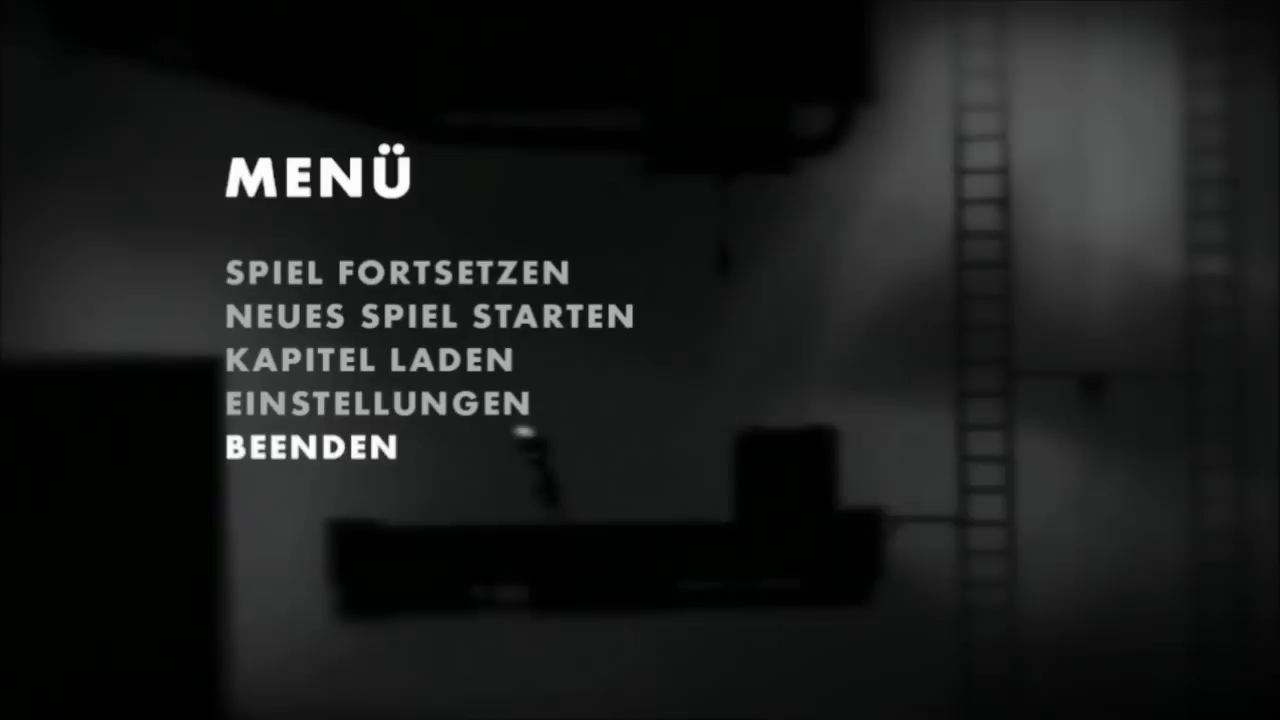 MENÜ
SPIEL FORTSETZEN
NEUES SPIEL STARTEN
KAPITEL LADEN
EINSTELLUNGEN
BEENDEN